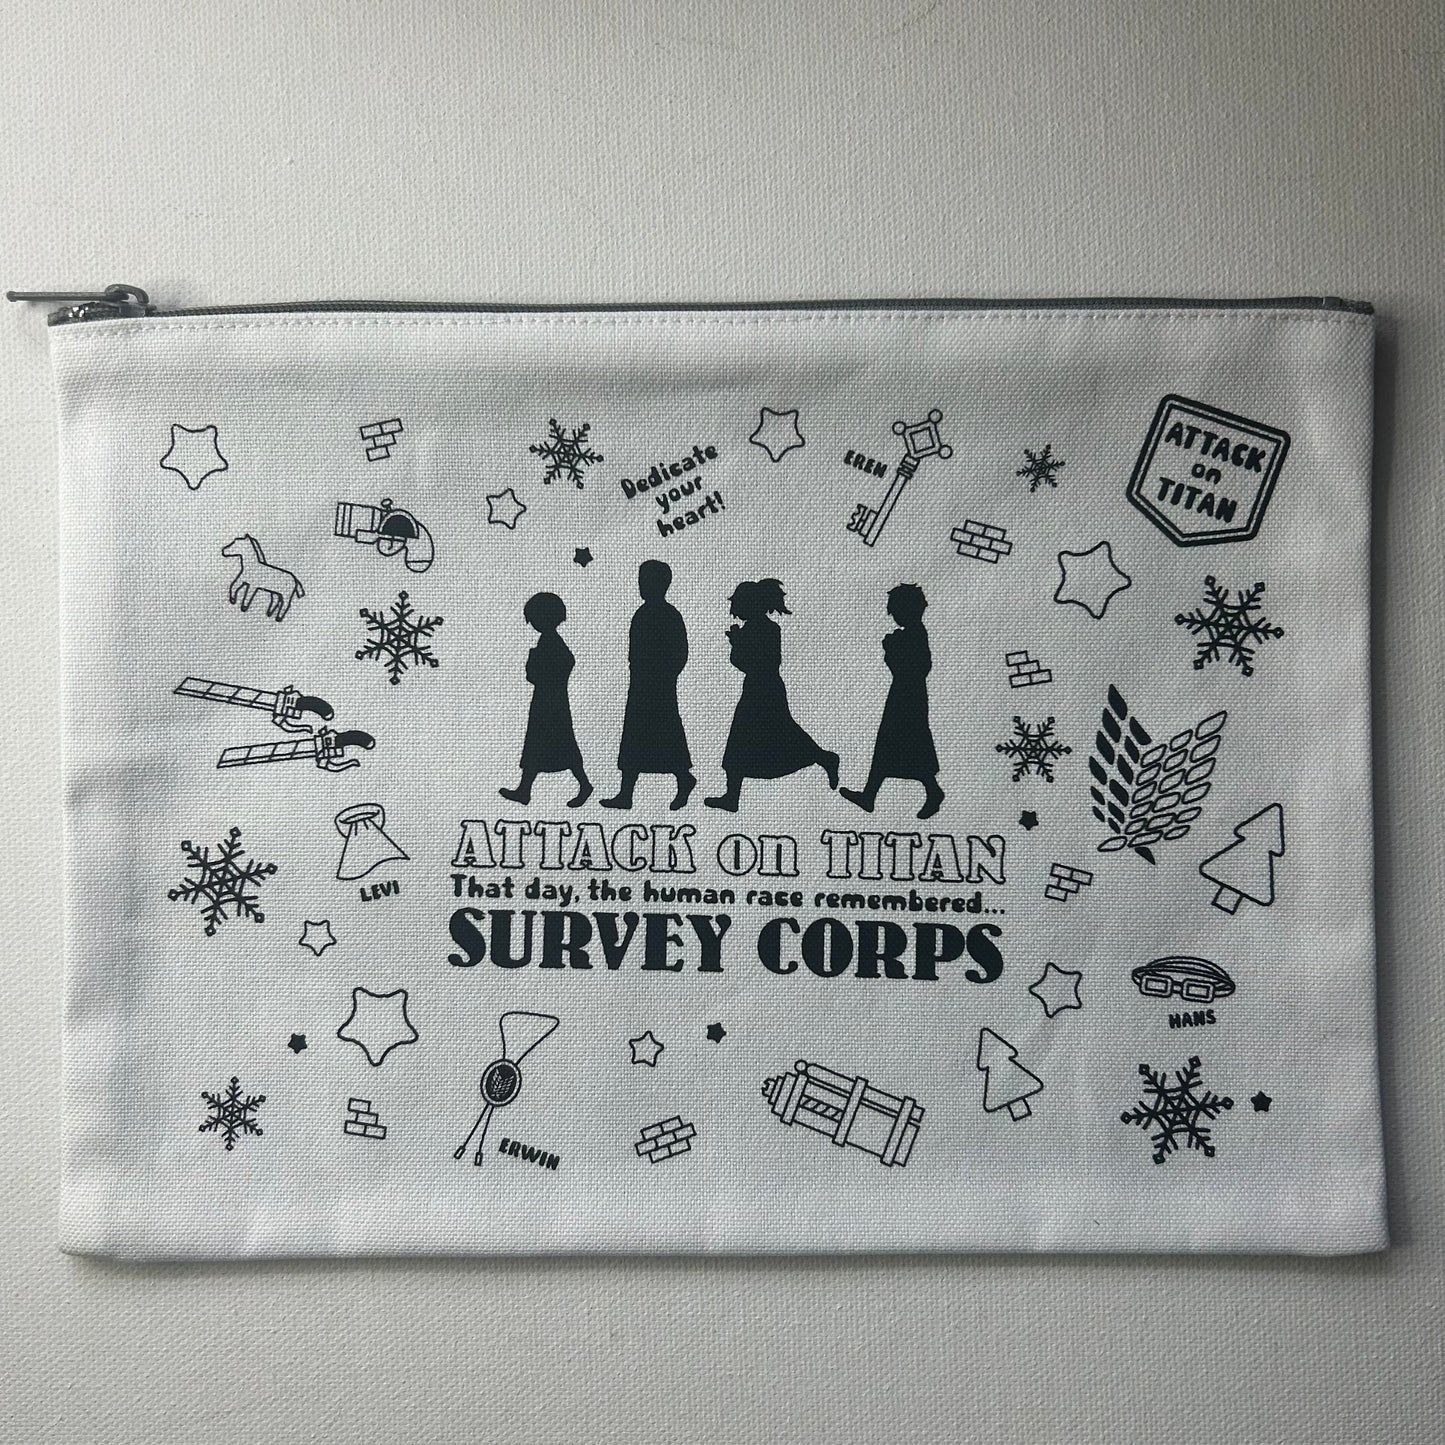 Dedicate
your
heart!
EREN
ATTACK
on
TITAN
LEVI
ATTACK on TITAN
That day, the human race remembered...
SURVEY CORPS
HANS
ERWIN